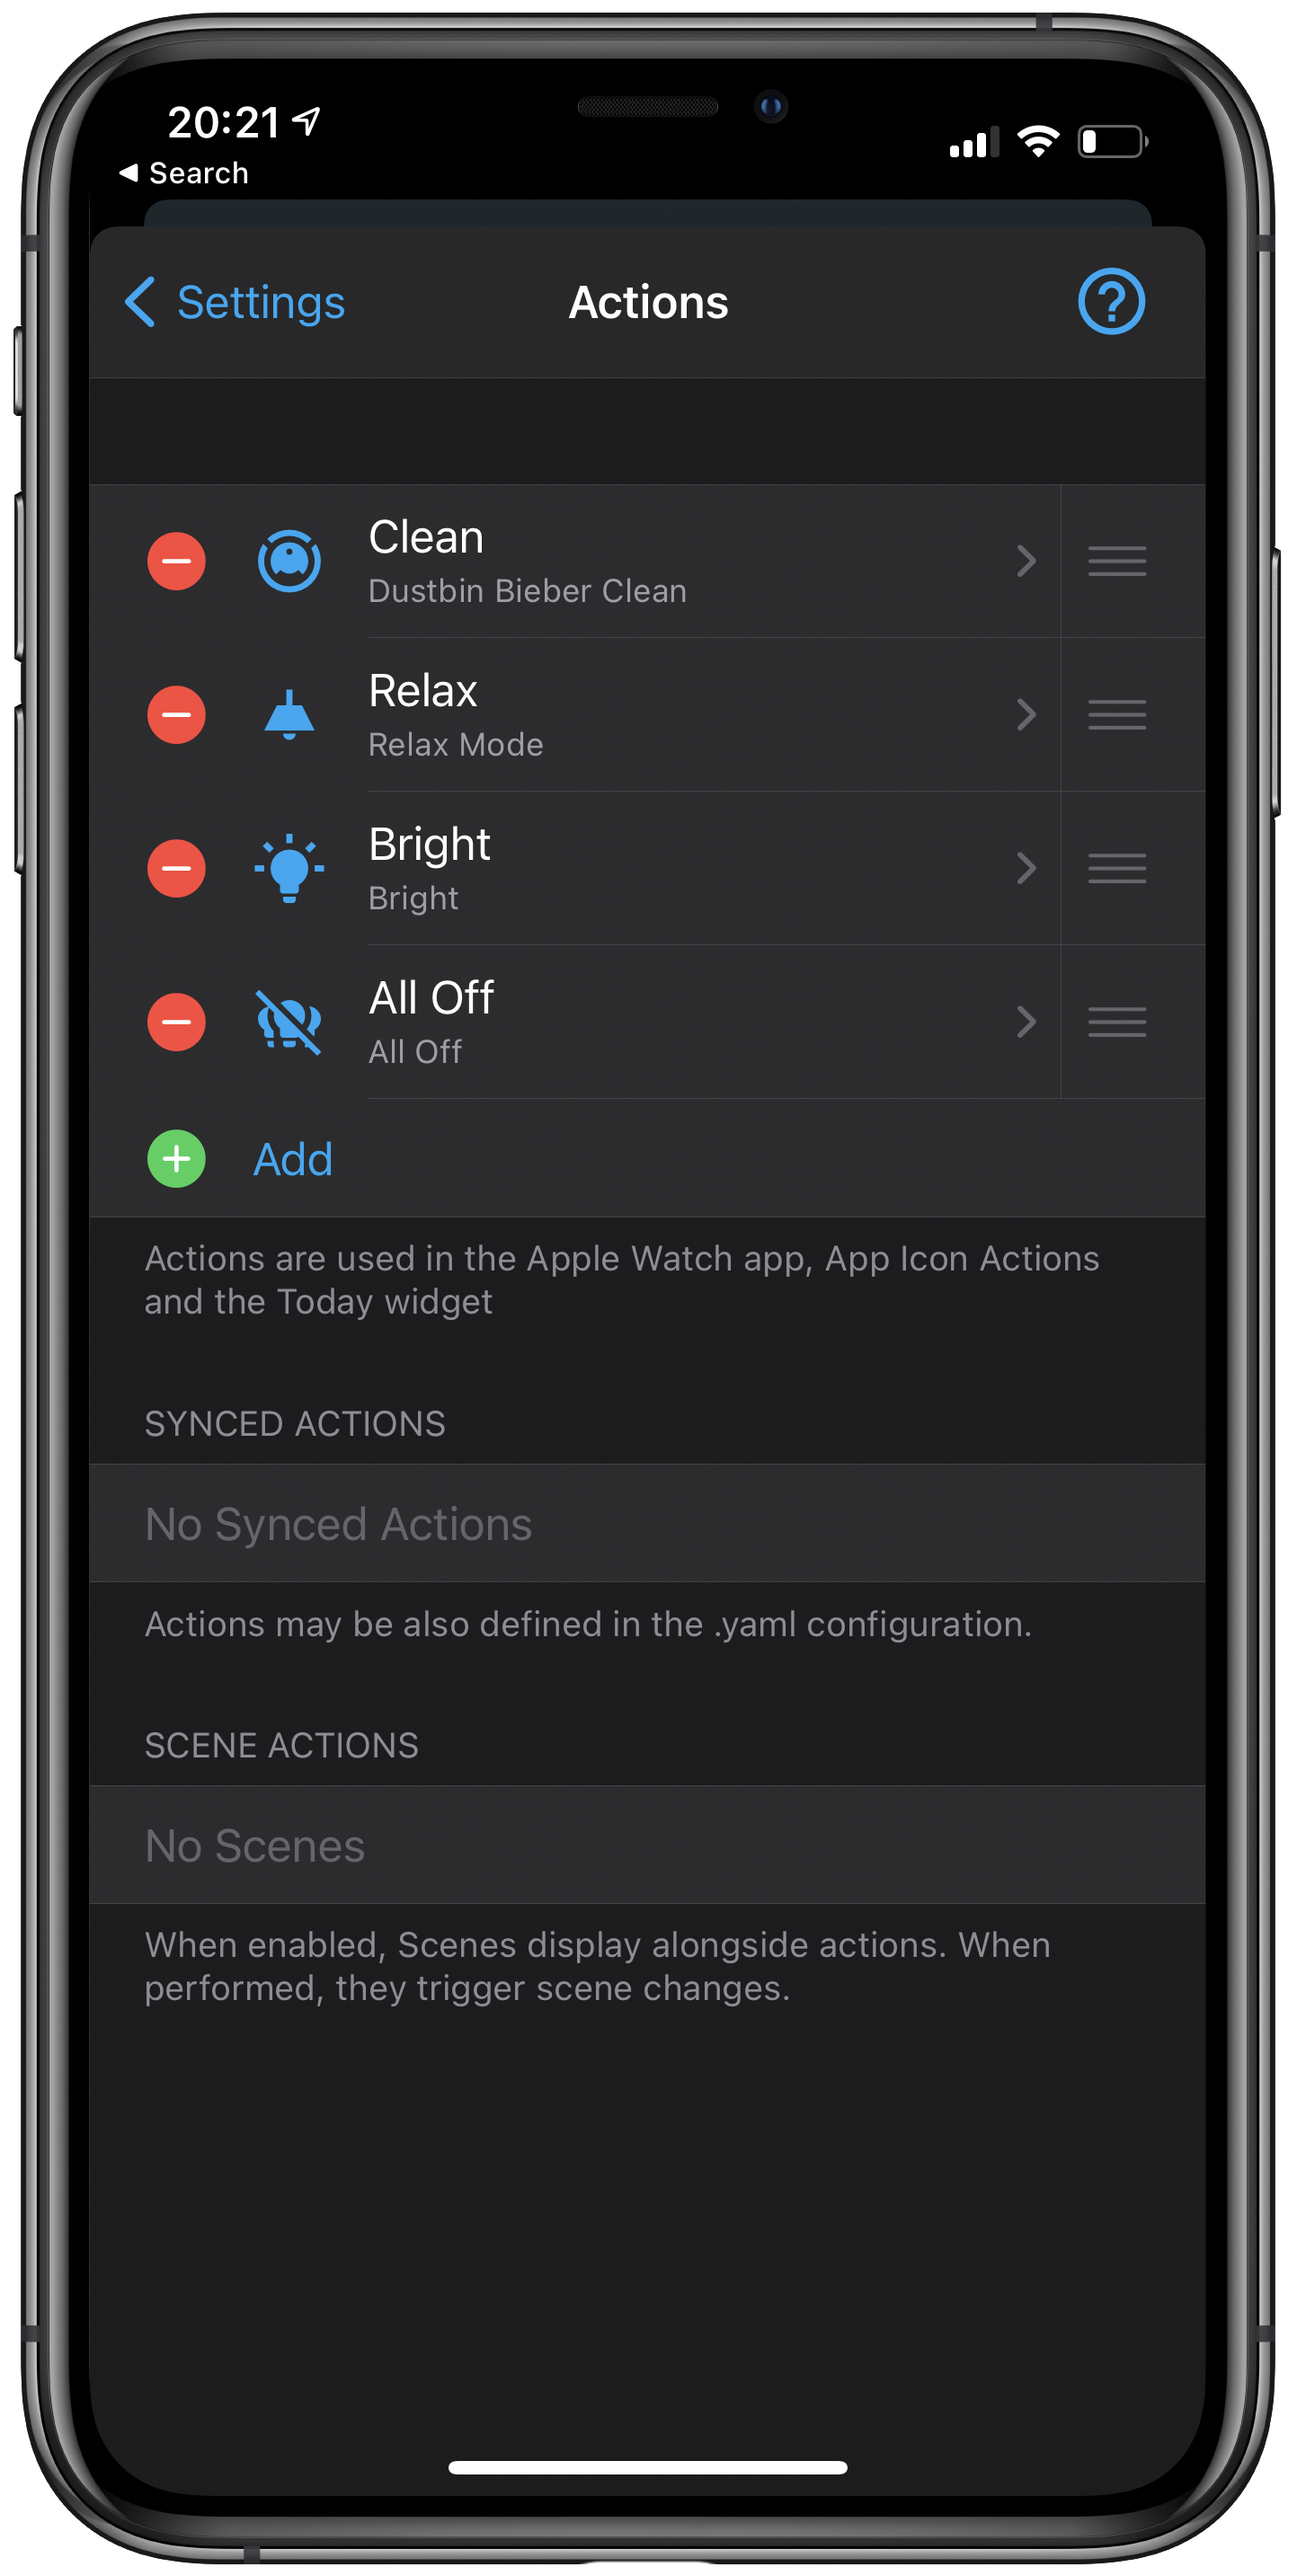 20:21
Search
Settings
Actions
Clean
Dustbin Bieber Clean
Relax
Relax Mode
Bright
Bright
All Off
All Off
Add
Actions are used in the Apple Watch app, App Icon Actions
and the Today widget
SYNCED ACTIONS
No Synced Actions
Actions may be also defined in the .yaml configuration.
SCENE ACTIONS
No Scenes
When enabled, Scenes display alongside actions. When
performed, they trigger scene changes.